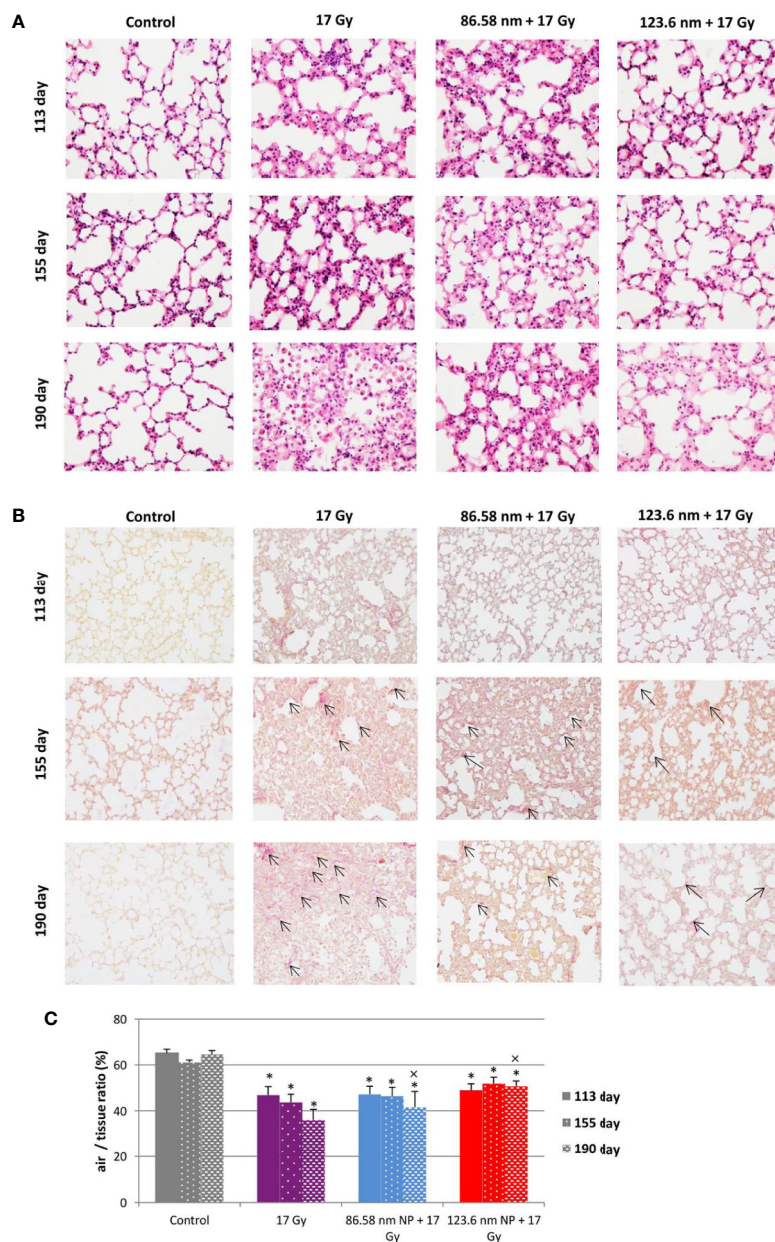 A
Control 17 Gy 86.58 nm + 17 Gy 123.6 nm + 17 Gy
113 day
155 day
190 day
B
Control 17 Gy 86.58 nm + 17 Gy 123.6 nm + 17 Gy
113 day
155 day
190 day
C
air / tissue ratio (%)
80
60
40
20
0
* * *
* * × *
* * × *
Control 17 Gy 86.58 nm NP + 17 Gy 123.6 nm NP + 17 Gy
113 day
155 day
190 day